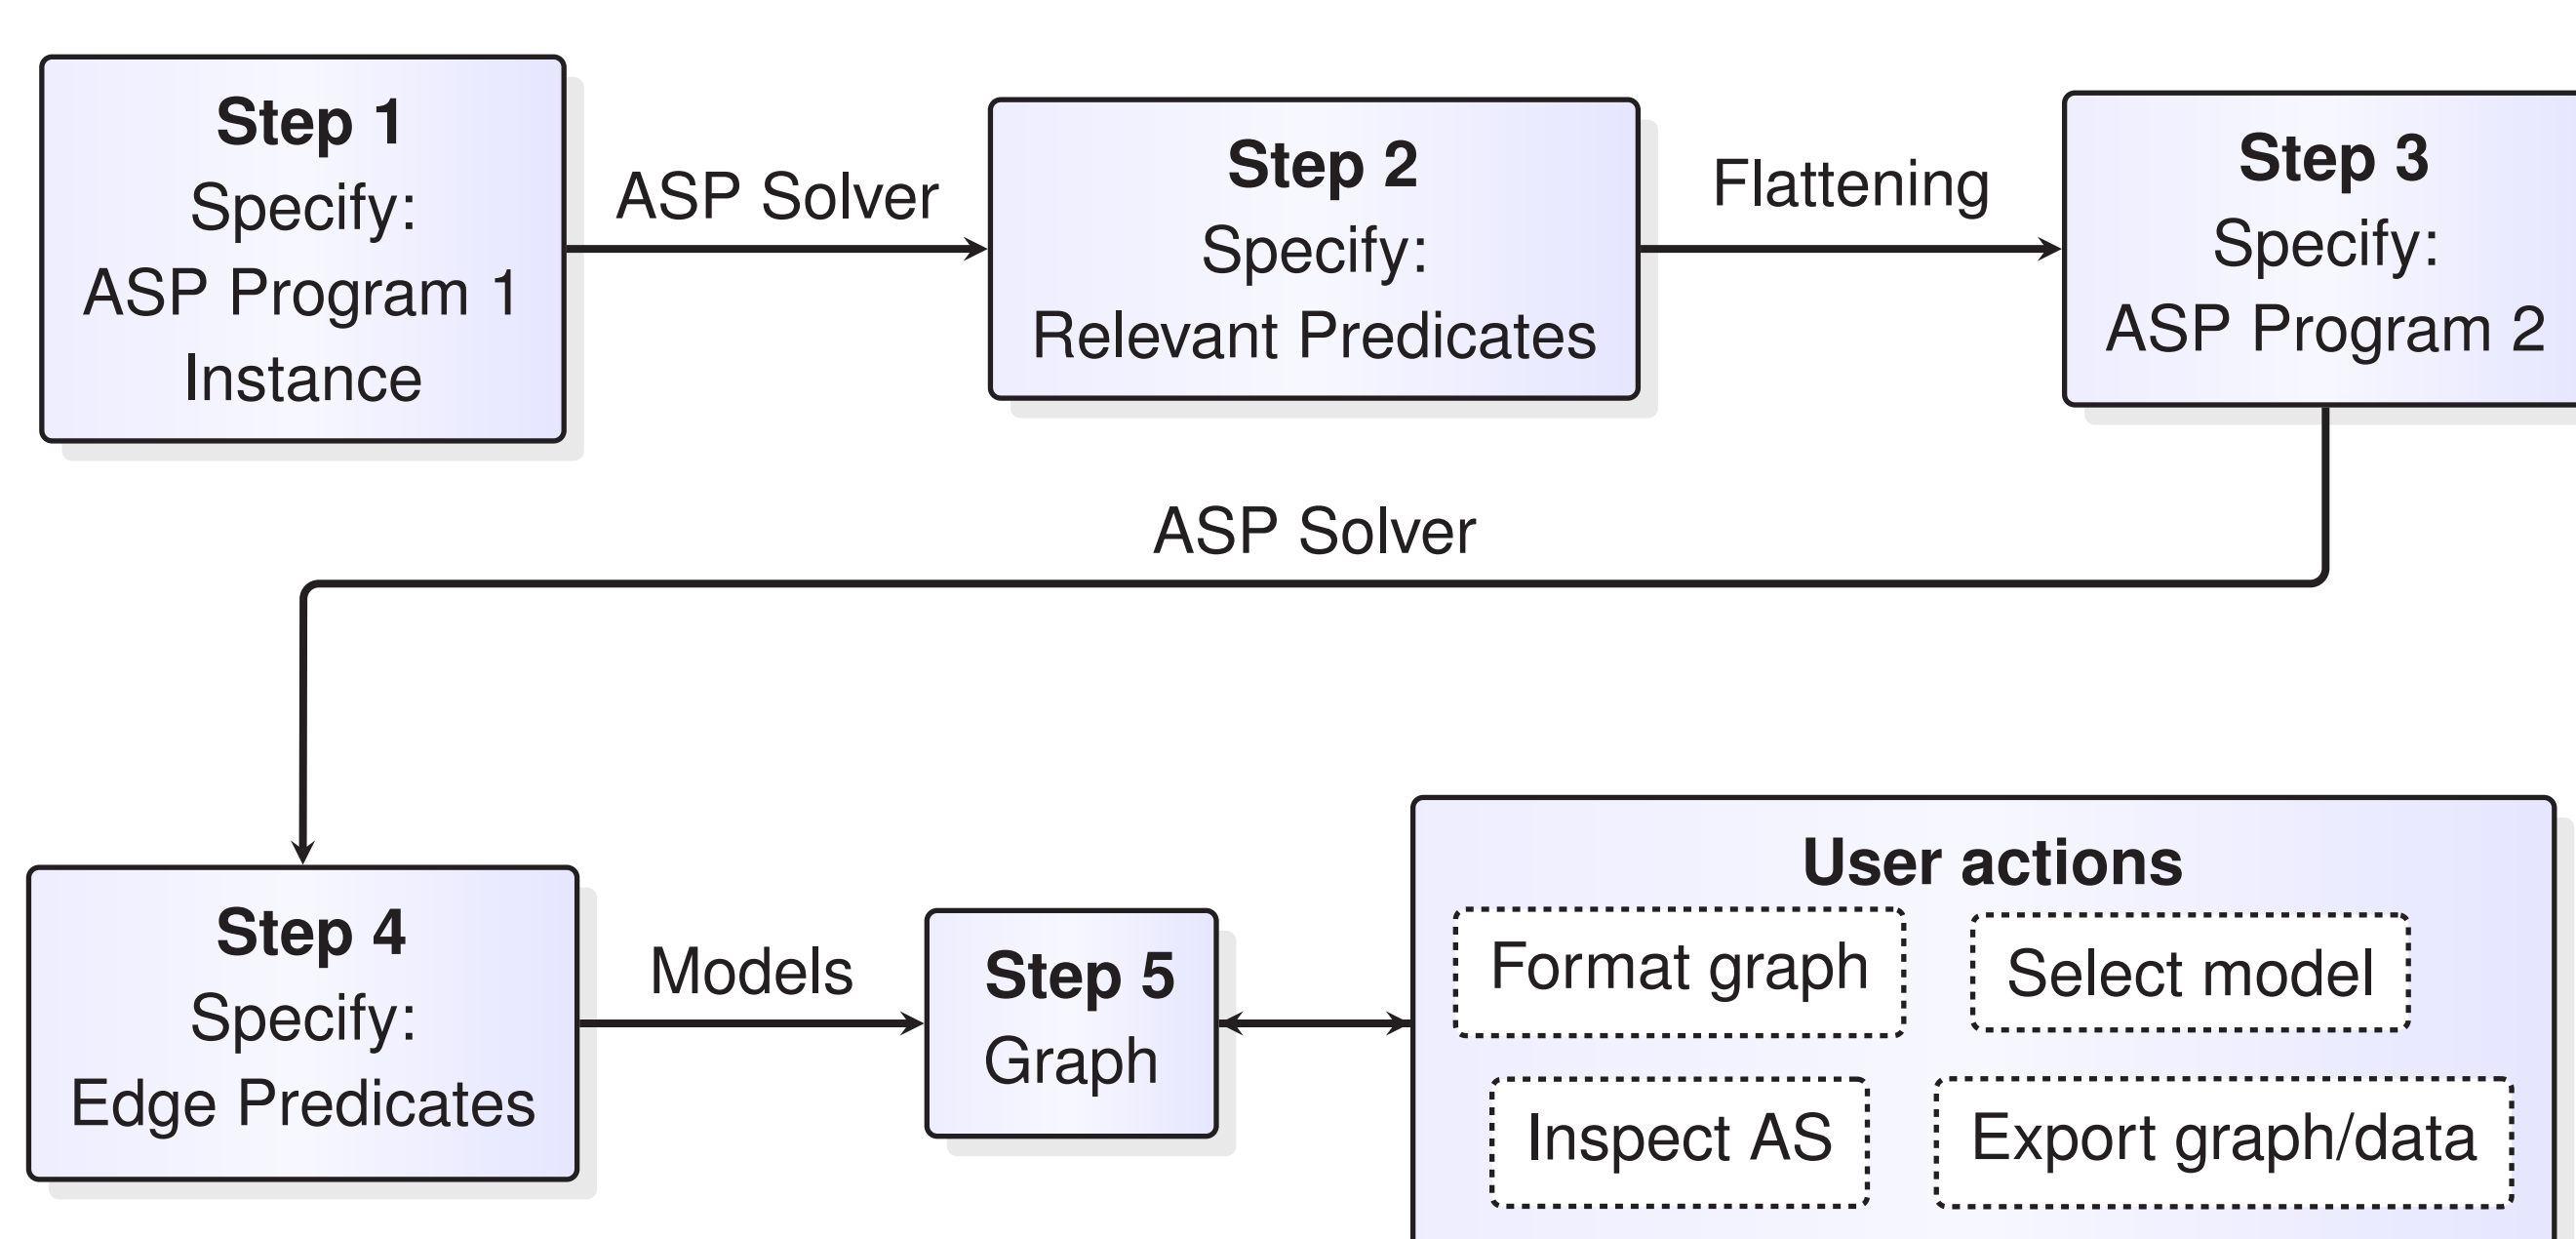 Step 1
Specify:
ASP Program 1
Instance
ASP Solver
Step 2
Specify:
Relevant Predicates
Flattening
Step 3
Specify:
ASP Program 2
ASP Solver
Step 4
Specify:
Edge Predicates
Models
Step 5
Graph
User actions
Format graph
Select model
Inspect AS
Export graph/data